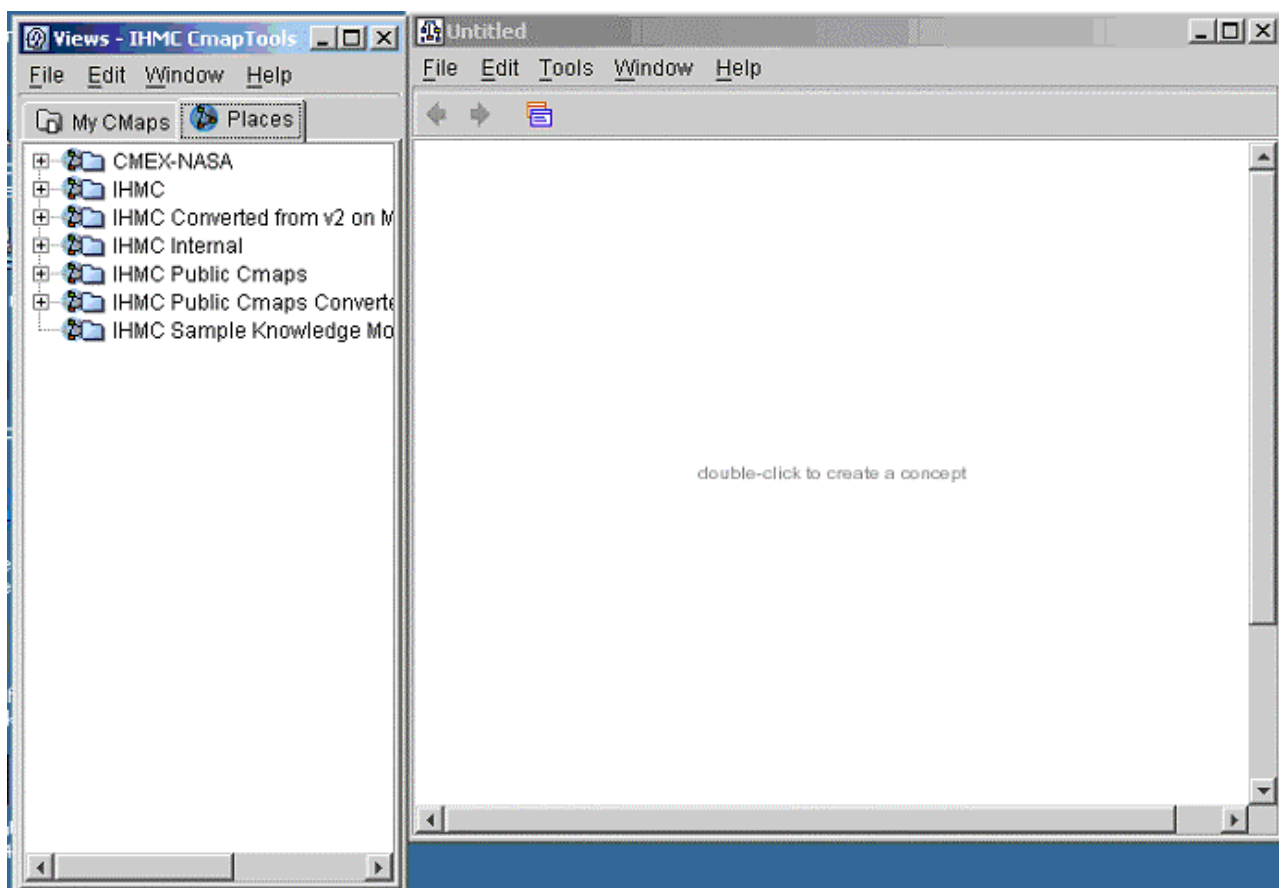 Views - IHMC CmapTools
File Edit Window Help
My CMaps Places
CMEX-NASA
IHMC
IHMC Converted from v2 on M
IHMC Internal
IHMC Public Cmaps
IHMC Public Cmaps Converte
IHMC Sample Knowledge Mo
Untitled
File Edit Tools Window Help
double-click to create a concept